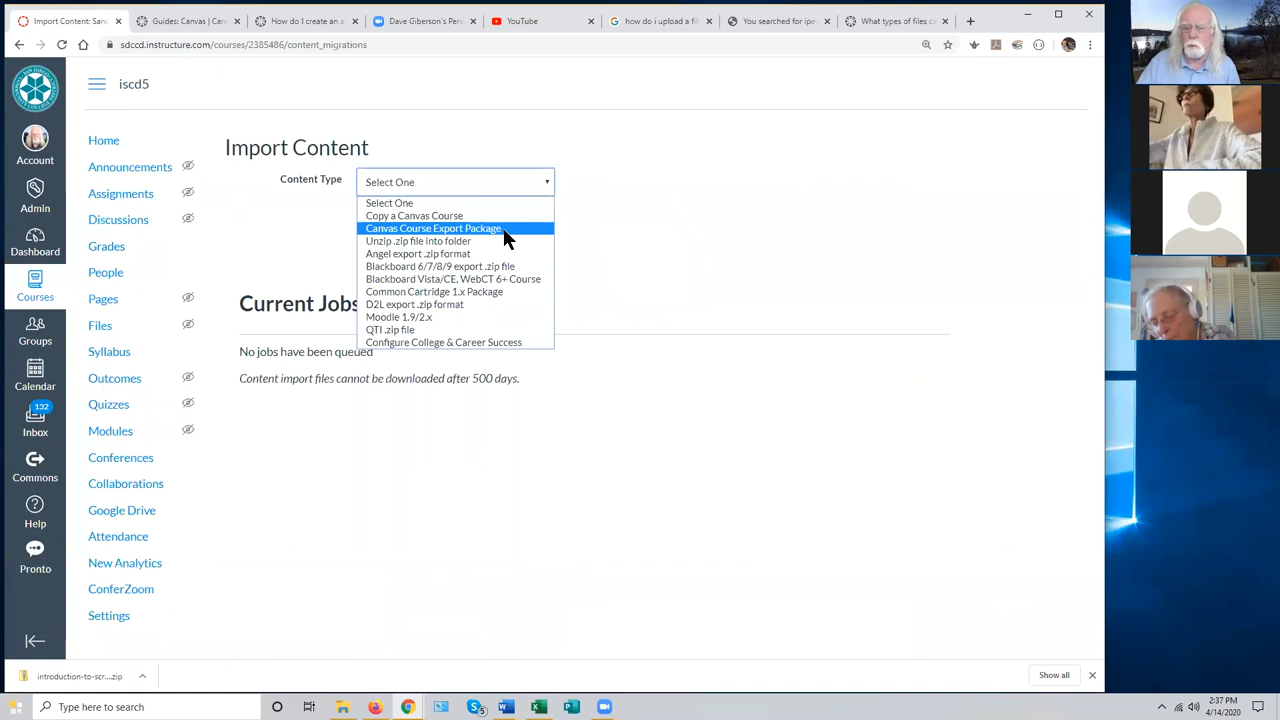 Import Content: San
Guides: Canvas | Can
How do I create an a
Dave Giberson's Pers
YouTube
how do i upload a fil
You searched for ipe
What types of files ca
sdccd.instructure.com/courses/2385486/content_migrations
iscd5
Account
Admin
Dashboard
Courses
Groups
Calendar
132
Inbox
Commons
Help
Pronto
Home
Announcements
Assignments
Discussions
Grades
People
Pages
Files
Syllabus
Outcomes
Quizzes
Modules
Conferences
Collaborations
Google Drive
Attendance
New Analytics
ConferZoom
Settings
Import Content
Content Type
Select One
Select One
Copy a Canvas Course
Canvas Course Export Package
Unzip .zip file into folder
Angel export .zip format
Blackboard 6/7/8/9 export .zip file
Blackboard Vista/CE, WebCT 6+ Course
Common Cartridge 1.x Package
D2L export .zip format
Moodle 1.9/2.x
QTI .zip file
Configure College & Career Success
Current Jobs
No jobs have been queued
Content import files cannot be downloaded after 500 days.
introduction-to-scr....zip
Show all
Type here to search
5
2:37 PM
4/14/2020